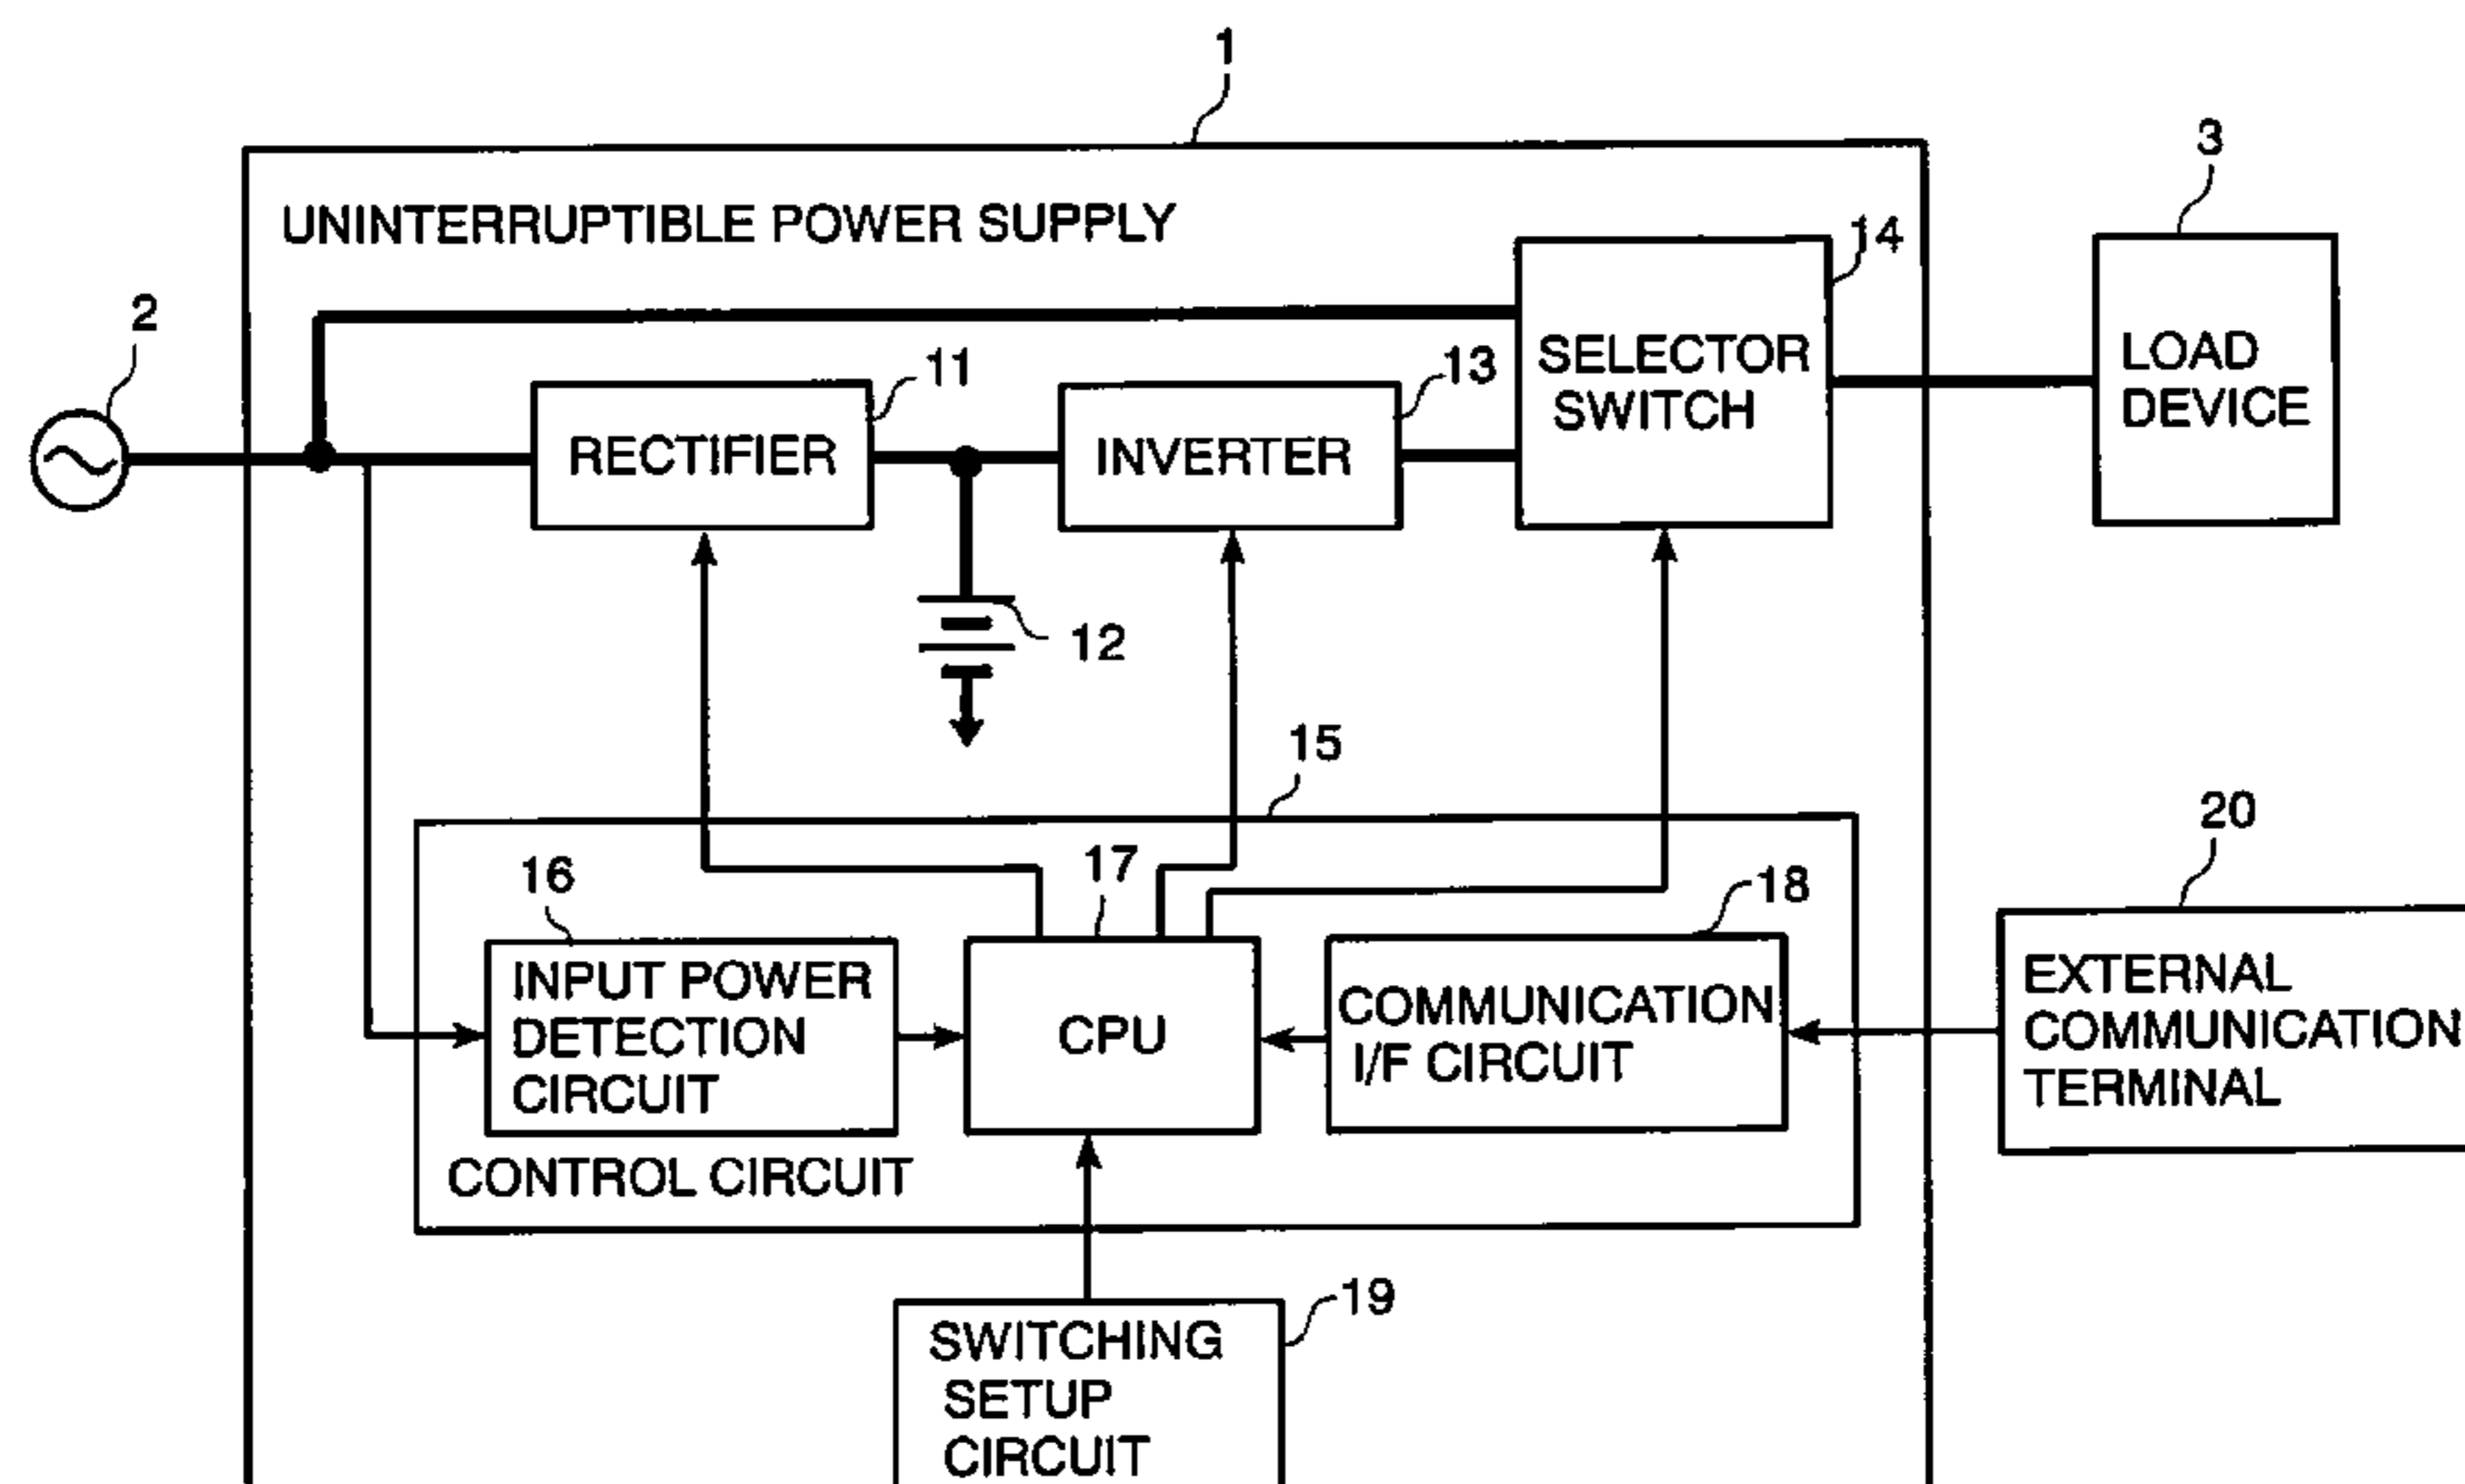 1
3
UNINTERRUPTIBLE POWER SUPPLY
14
2
11
13
SELECTOR
SWITCH
LOAD
DEVICE
RECTIFIER
INVERTER
12
15
20
16
17
18
INPUT POWER
DETECTION
CIRCUIT
CPU
COMMUNICATION
I/F CIRCUIT
EXTERNAL
COMMUNICATION
TERMINAL
CONTROL CIRCUIT
19
SWITCHING
SETUP
CIRCUIT